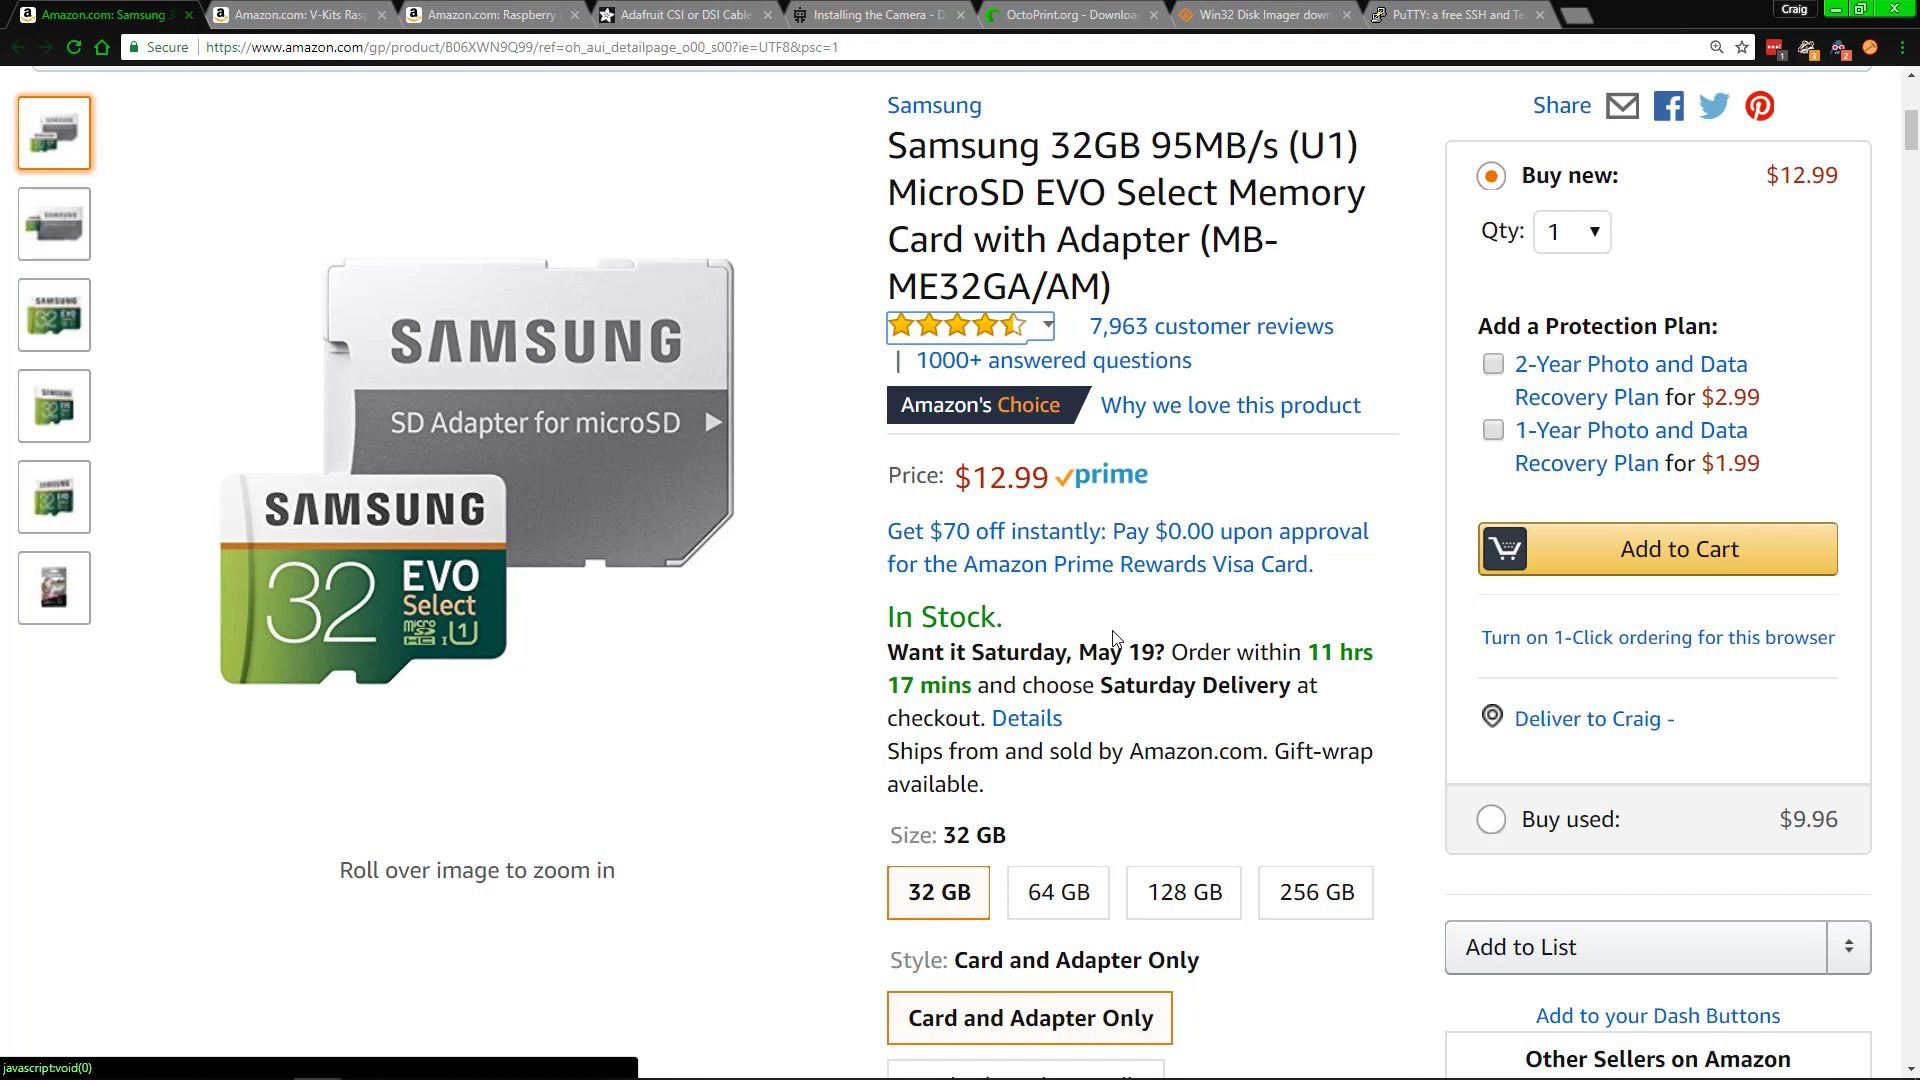 Amazon.com: Samsung 3
Amazon.com: V-Kits Rasp
Amazon.com: Raspberry
Adafruit CSI or DSI Cable
Installing the Camera - D
OctoPrint.org - Download
Win32 Disk Imager down
PuTTY: a free SSH and Te
Craig
Secure
https://www.amazon.com/gp/product/B06XWN9Q99/ref=oh_aui_detailpage_o00_s00?ie=UTF8&psc=1
Samsung
Samsung 32GB 95MB/s (U1)
MicroSD EVO Select Memory
Card with Adapter (MB-
ME32GA/AM)
7,963 customer reviews
| 1000+ answered questions
Amazon's Choice
Why we love this product
Price: $12.99 prime
Get $70 off instantly: Pay $0.00 upon approval
for the Amazon Prime Rewards Visa Card.
In Stock.
Want it Saturday, May 19? Order within 11 hrs
17 mins and choose Saturday Delivery at
checkout. Details
Ships from and sold by Amazon.com. Gift-wrap
available.
Size: 32 GB
32 GB
64 GB
128 GB
256 GB
Style: Card and Adapter Only
Card and Adapter Only
SAMSUNG
SD Adapter for microSD
SAMSUNG
32
EVO
Select
micro
SD
HC I U1
Roll over image to zoom in
Share
Buy new:
$12.99
Qty: 1
Add a Protection Plan:
2-Year Photo and Data
Recovery Plan for $2.99
1-Year Photo and Data
Recovery Plan for $1.99
Add to Cart
Turn on 1-Click ordering for this browser
Deliver to Craig -
Buy used:
$9.96
Add to List
Add to your Dash Buttons
Other Sellers on Amazon
javascript:void(0)